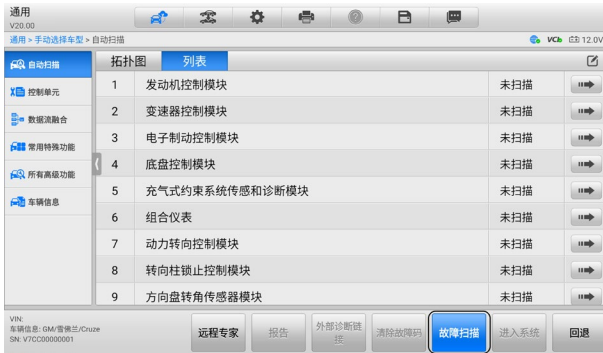 通用
V20.00
通用 > 手动选择车型 > 自动扫描
VCI 12.0V
自动扫描
控制单元
数据流融合
常用特殊功能
所有高级功能
车辆信息
拓扑图 列表
1 发动机控制模块 未扫描
2 变速器控制模块 未扫描
3 电子制动控制模块 未扫描
4 底盘控制模块 未扫描
5 充气式约束系统传感和诊断模块 未扫描
6 组合仪表 未扫描
7 动力转向控制模块 未扫描
8 转向柱锁止控制模块 未扫描
9 方向盘转角传感器模块 未扫描
VIN:
车辆信息: GM/雪佛兰/Cruze
SN: V7CC00000001
远程专家 报告 外部诊断链接 清除故障码 故障扫描 进入系统 回退